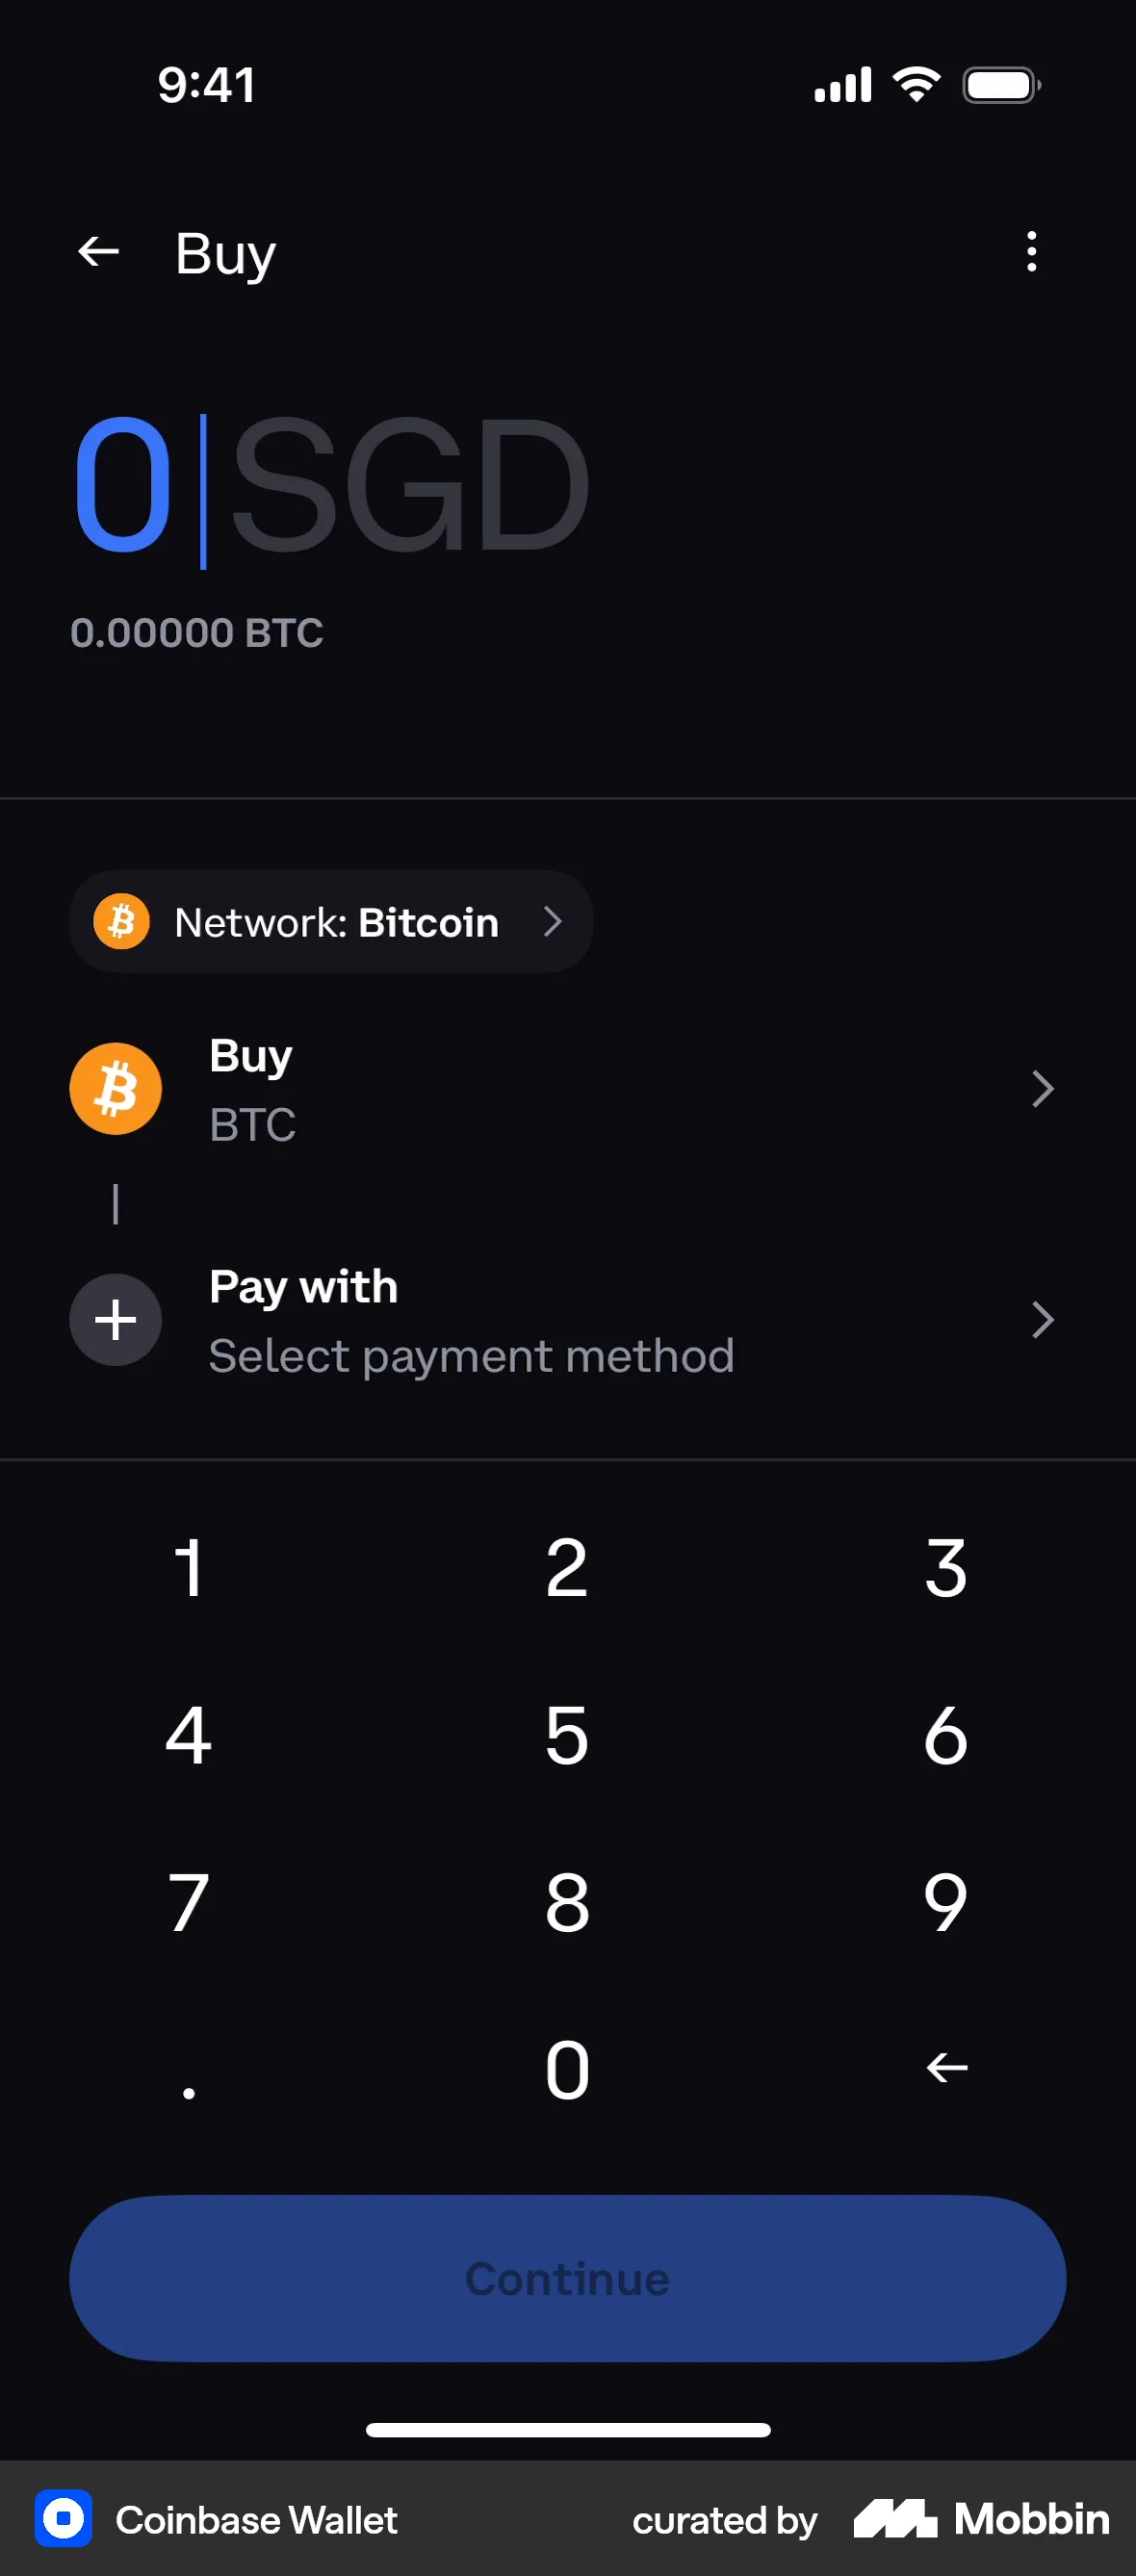 9:41
Buy
0 SGD
0.00000 BTC
Network: Bitcoin
Buy
BTC
Pay with
Select payment method
1 2 3
4 5 6
7 8 9
. 0
Continue
Coinbase Wallet curated by Mobbin